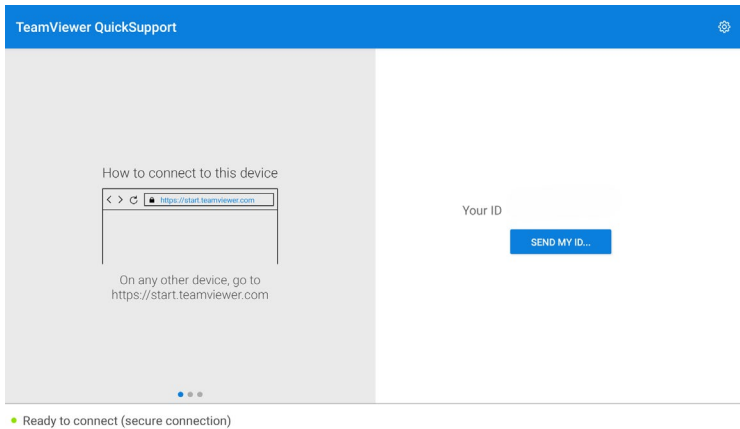 TeamViewer QuickSupport
How to connect to this device
https://start.teamviewer.com
On any other device, go to
https://start.teamviewer.com
Your ID
SEND MY ID...
Ready to connect (secure connection)